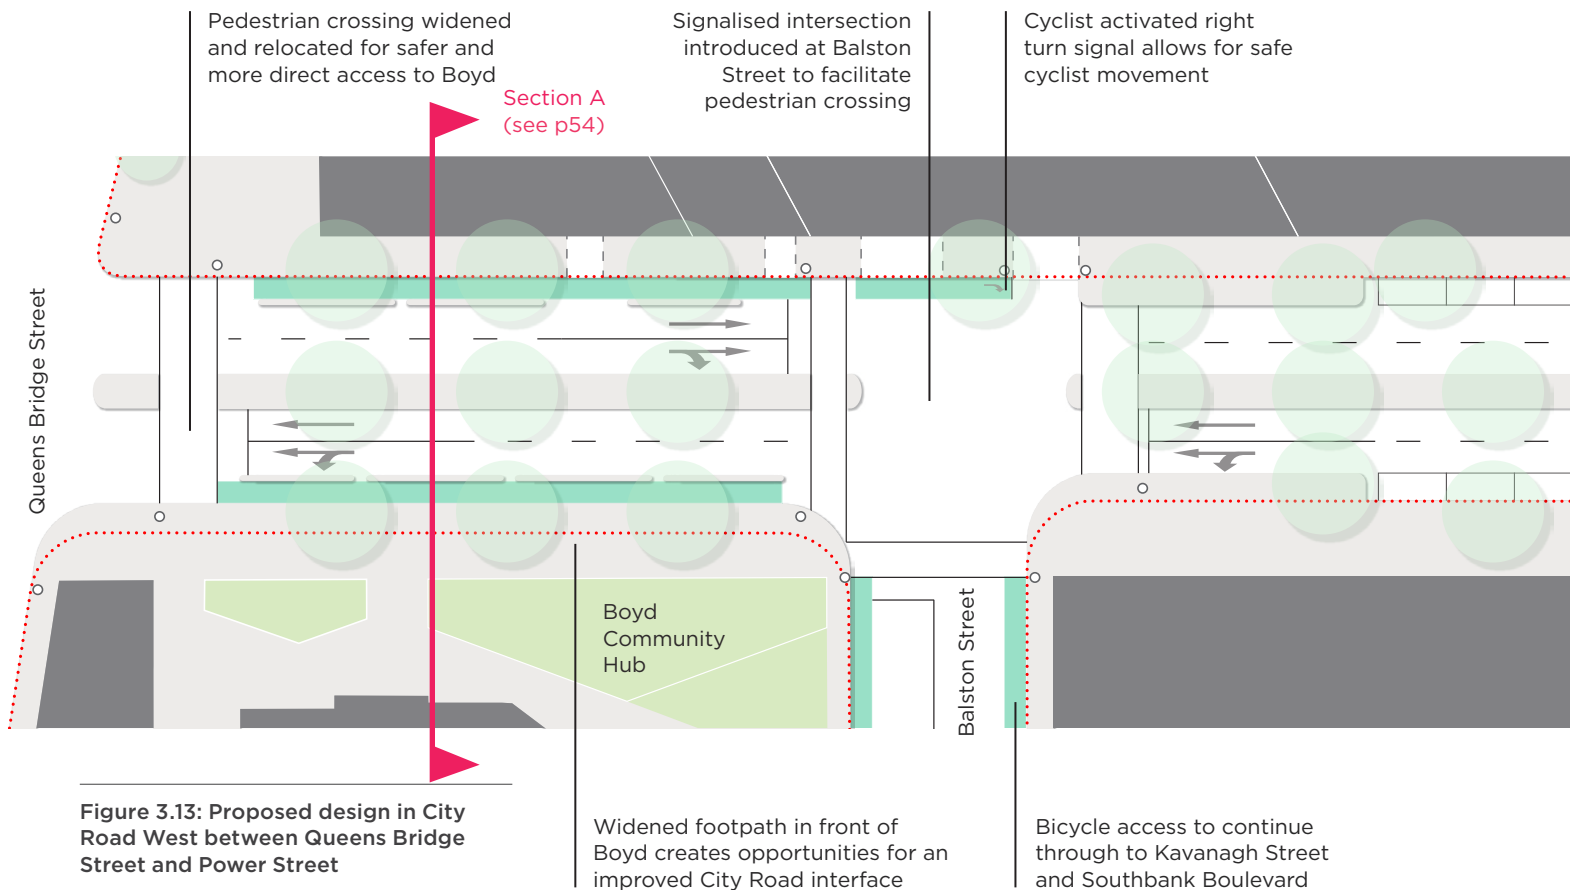 Pedestrian crossing widened
and relocated for safer and
more direct access to Boyd
Section A
(see p54)
Signalised intersection
introduced at Balston
Street to facilitate
pedestrian crossing
Cyclist activated right
turn signal allows for safe
cyclist movement
Queens Bridge Street
Boyd
Community
Hub
Balston Street
Figure 3.13: Proposed design in City
Road West between Queens Bridge
Street and Power Street
Widened footpath in front of
Boyd creates opportunities for an
improved City Road interface
Bicycle access to continue
through to Kavanagh Street
and Southbank Boulevard